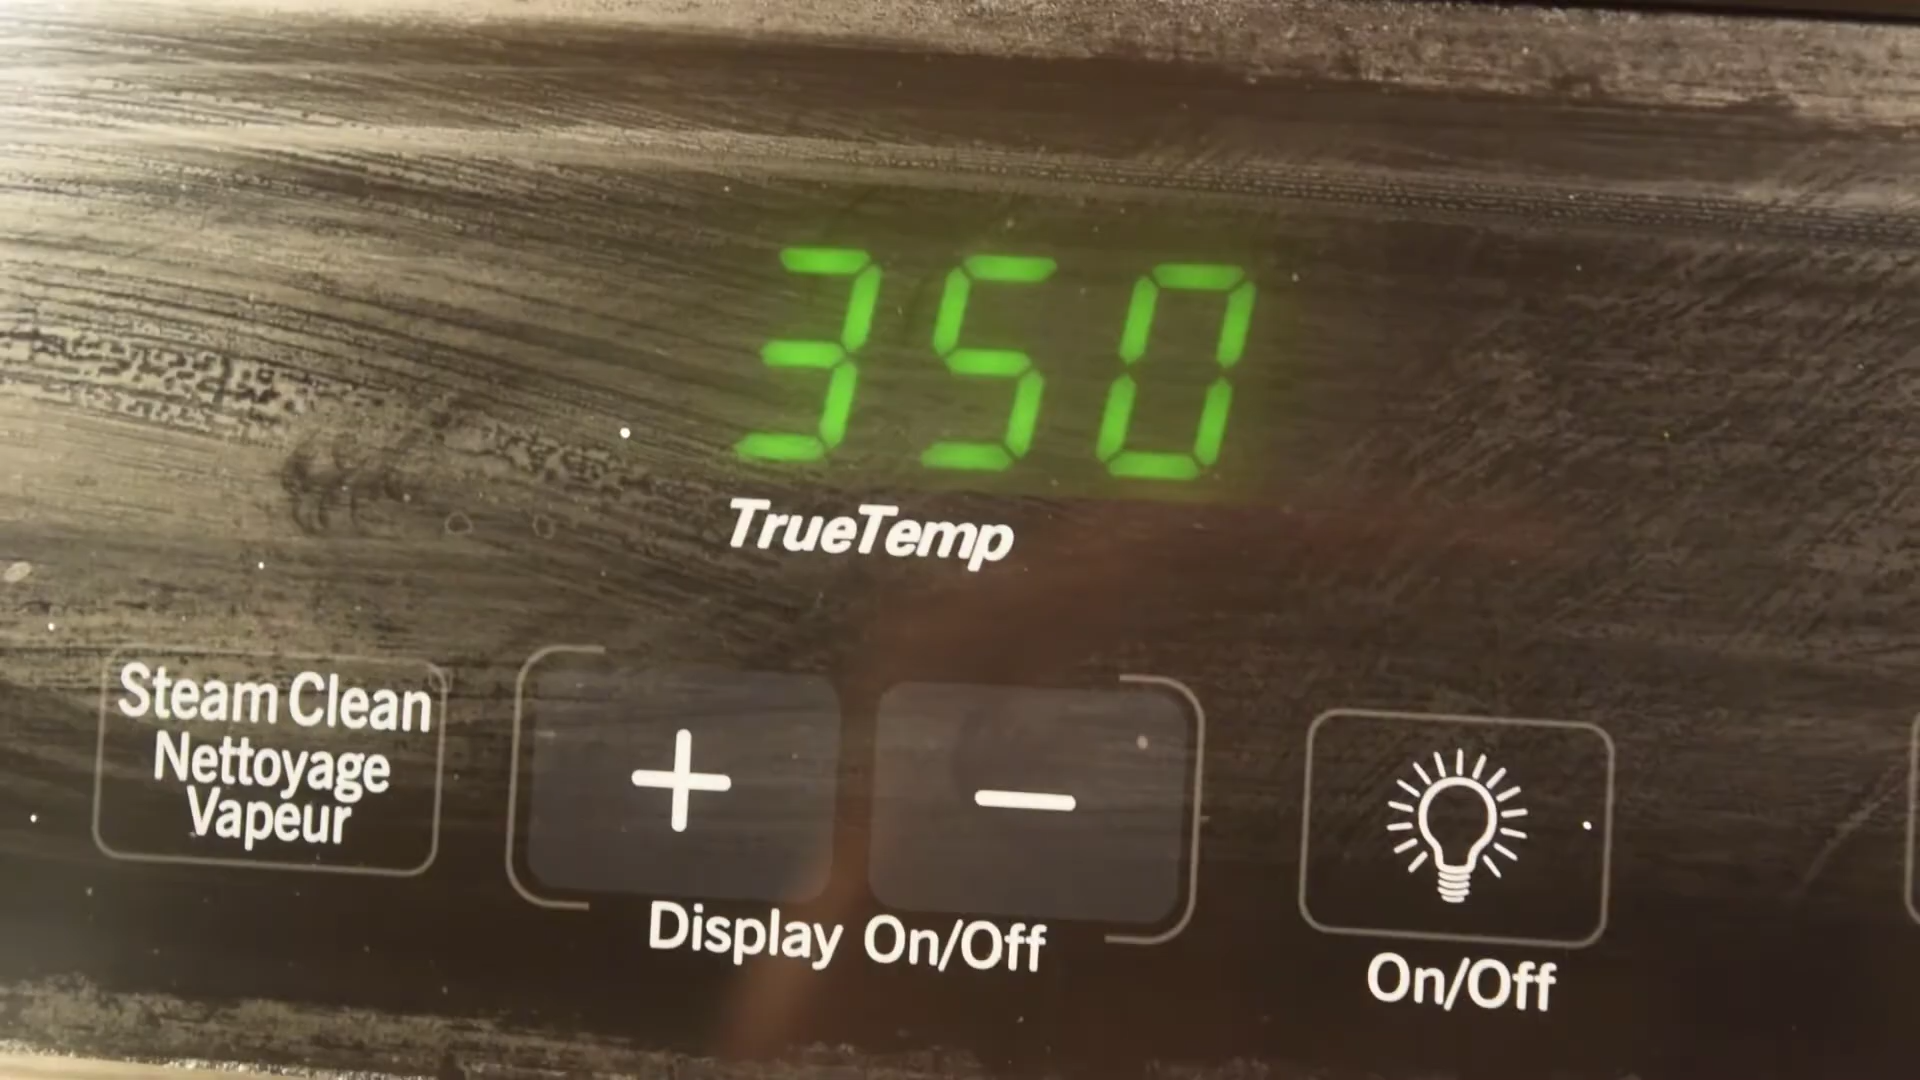 350
TrueTemp
Steam Clean
Nettoyage
Vapeur
+
−
Display On/Off
On/Off